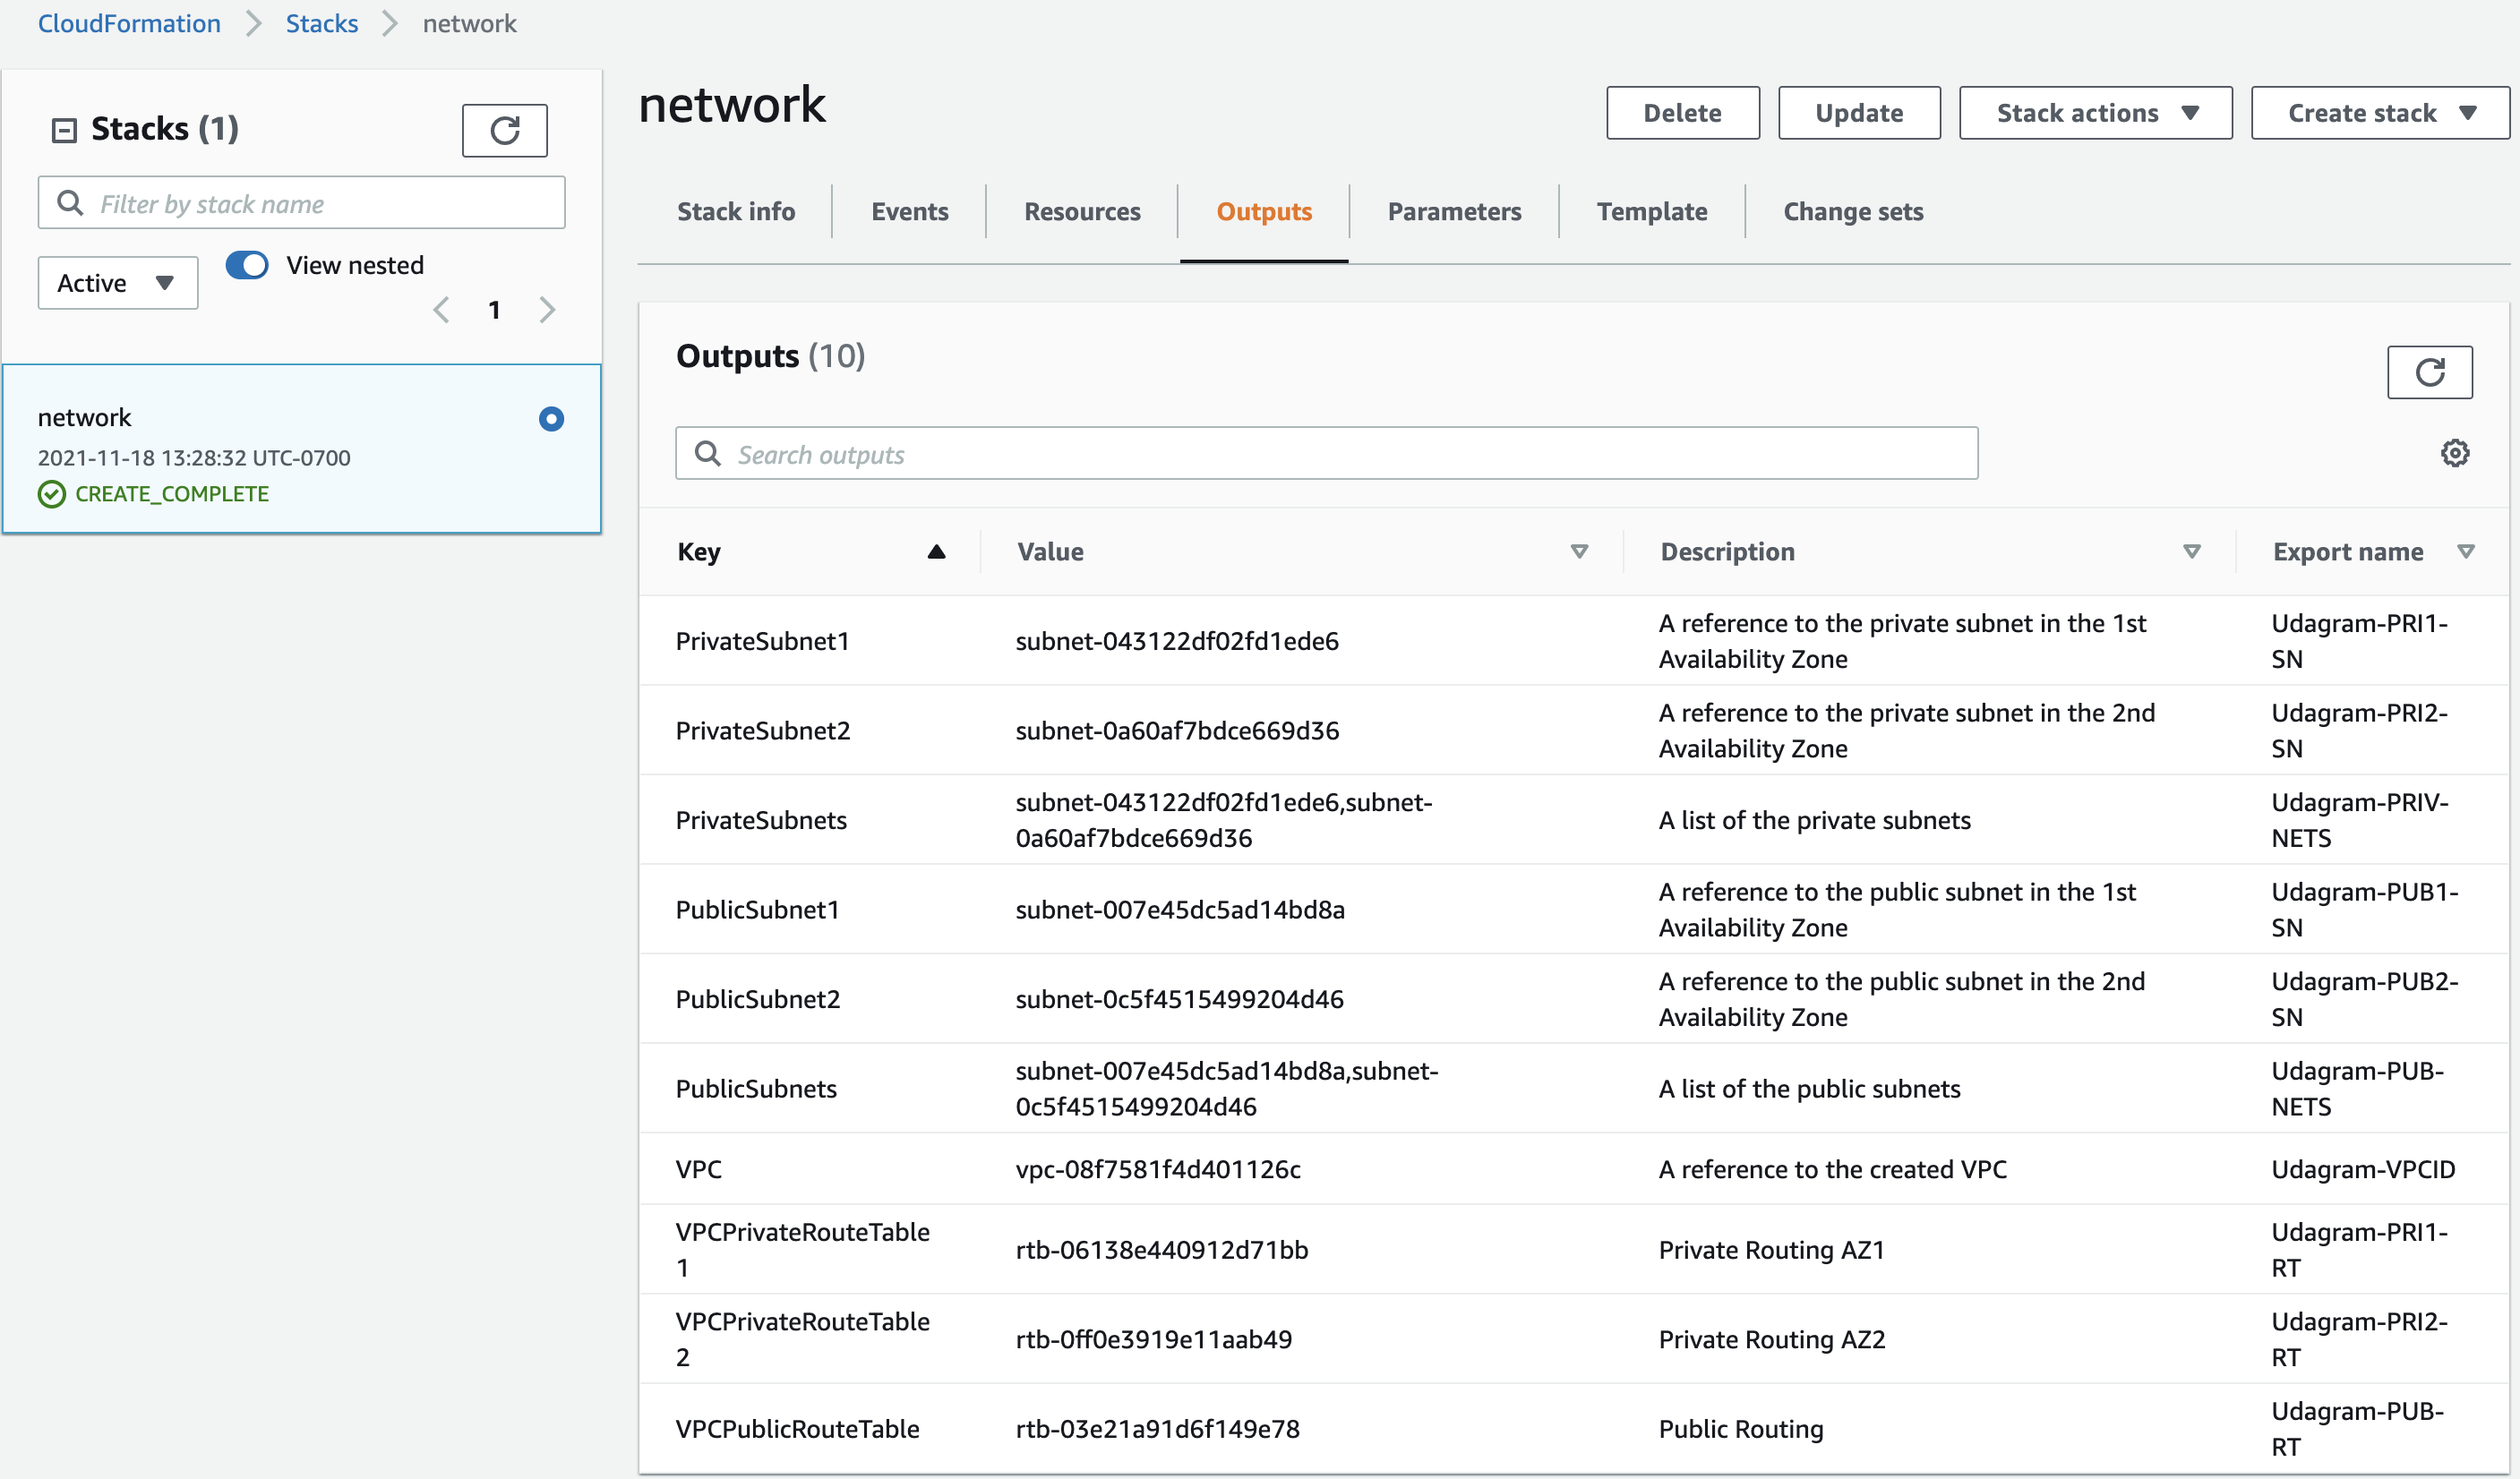 CloudFormation > Stacks > network
Stacks (1)
Filter by stack name
Active
View nested
1
network
2021-11-18 13:28:32 UTC-0700
CREATE_COMPLETE
network
Delete
Update
Stack actions
Create stack
Stack info
Events
Resources
Outputs
Parameters
Template
Change sets
Outputs (10)
Search outputs
Key
Value
Description
Export name
PrivateSubnet1
subnet-043122df02fd1ede6
A reference to the private subnet in the 1st
Availability Zone
Udagram-PRI1-
SN
PrivateSubnet2
subnet-0a60af7bdce669d36
A reference to the private subnet in the 2nd
Availability Zone
Udagram-PRI2-
SN
PrivateSubnets
subnet-043122df02fd1ede6,subnet-
0a60af7bdce669d36
A list of the private subnets
Udagram-PRIV-
NETS
PublicSubnet1
subnet-007e45dc5ad14bd8a
A reference to the public subnet in the 1st
Availability Zone
Udagram-PUB1-
SN
PublicSubnet2
subnet-0c5f4515499204d46
A reference to the public subnet in the 2nd
Availability Zone
Udagram-PUB2-
SN
PublicSubnets
subnet-007e45dc5ad14bd8a,subnet-
0c5f4515499204d46
A list of the public subnets
Udagram-PUB-
NETS
VPC
vpc-08f7581f4d401126c
A reference to the created VPC
Udagram-VPCID
VPCPrivateRouteTable
1
rtb-06138e440912d71bb
Private Routing AZ1
Udagram-PRI1-
RT
VPCPrivateRouteTable
2
rtb-0ff0e3919e11aab49
Private Routing AZ2
Udagram-PRI2-
RT
VPCPublicRouteTable
rtb-03e21a91d6f149e78
Public Routing
Udagram-PUB-
RT